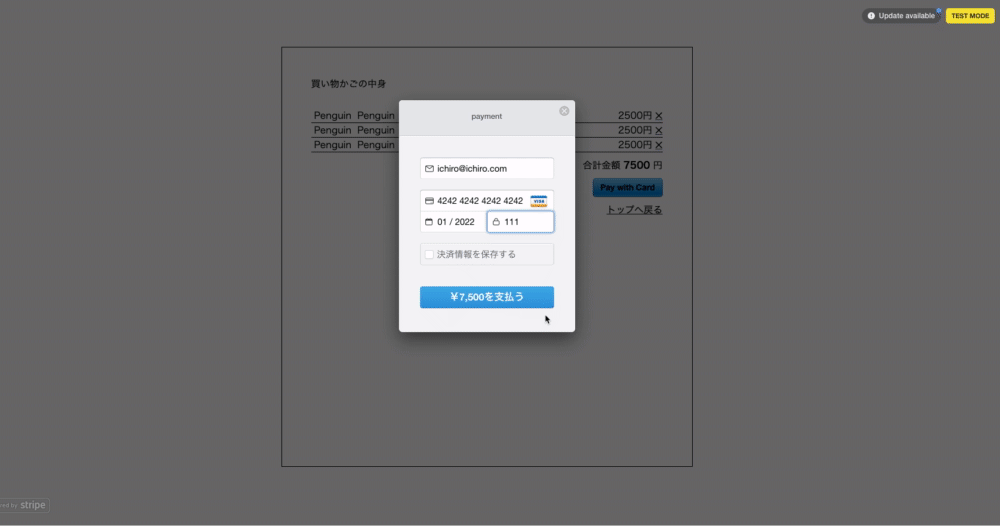 Update available
TEST MODE
買い物かごの中身
payment
Penguin Penguin 2500円 ×
Penguin Penguin 2500円 ×
Penguin Penguin 2500円 ×
合計金額 7500 円
ichiro@ichiro.com
Pay with Card
4242 4242 4242 4242 VISA
トップへ戻る
01 / 2022 111
決済情報を保存する
¥7,500を支払う
by stripe